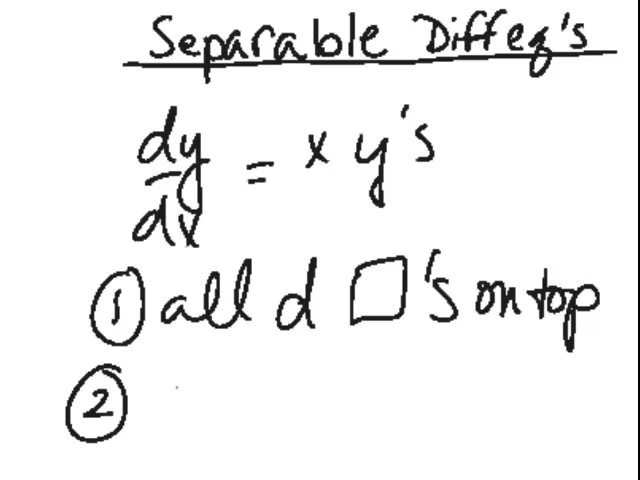 Separable Diffeq's
dy/dx = x y's
① all d □'s on top
②